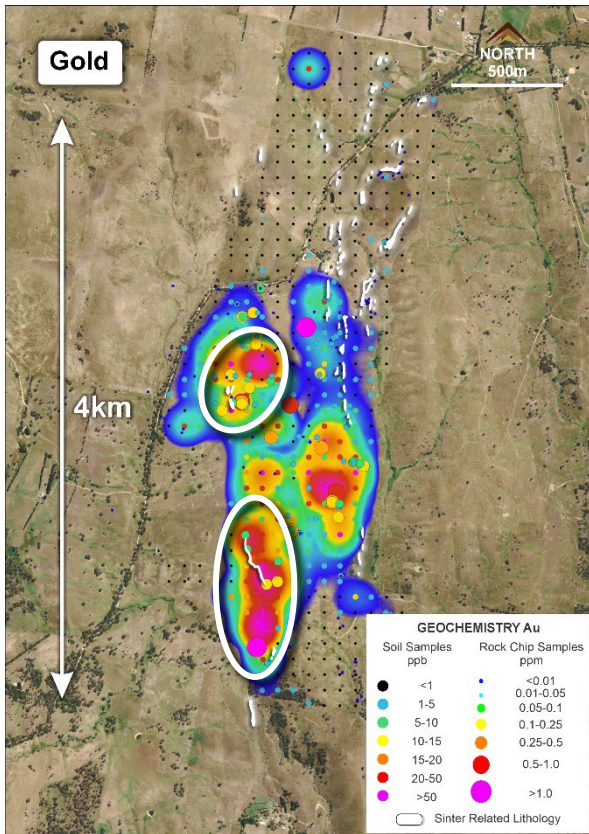 Gold
NORTH
500m
4km
GEOCHEMISTRY Au
Soil Samples
ppb
Rock Chip Samples
ppm
<1
1-5
5-10
10-15
15-20
20-50
>50
<0.01
0.01-0.05
0.05-0.1
0.1-0.25
0.25-0.5
0.5-1.0
>1.0
Sinter Related Lithology